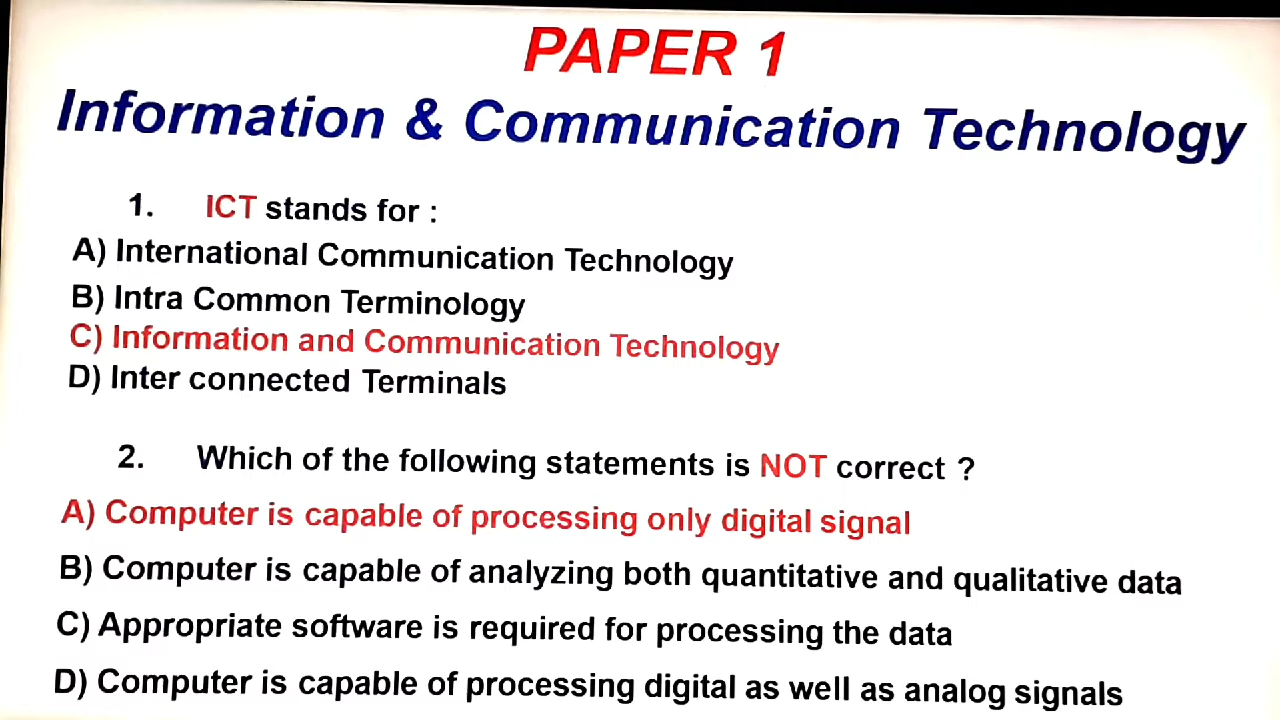 PAPER 1
Information & Communication Technology
1. ICT stands for :
A) International Communication Technology
B) Intra Common Terminology
C) Information and Communication Technology
D) Inter connected Terminals
2. Which of the following statements is NOT correct ?
A) Computer is capable of processing only digital signal
B) Computer is capable of analyzing both quantitative and qualitative data
C) Appropriate software is required for processing the data
D) Computer is capable of processing digital as well as analog signals